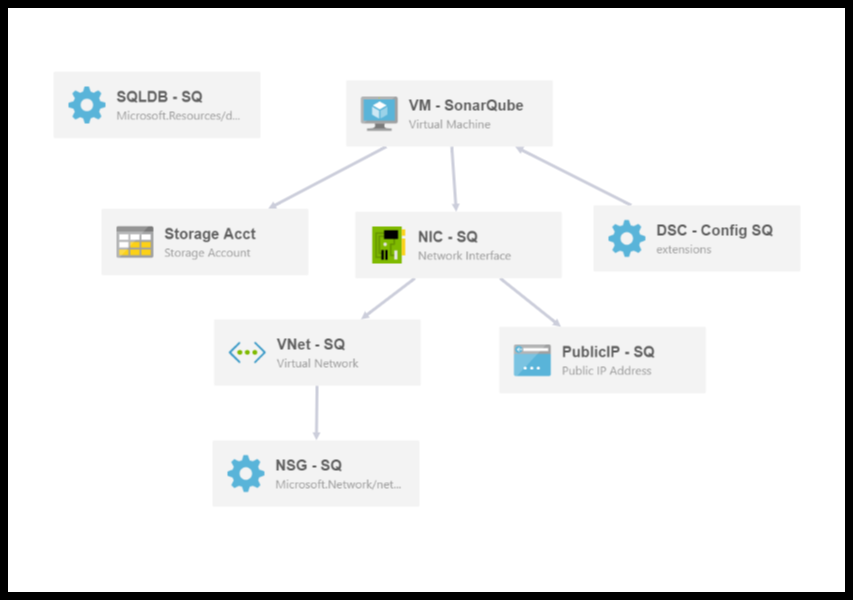 SQLDB - SQ
Microsoft.Resources/d...
VM - SonarQube
Virtual Machine
Storage Acct
Storage Account
NIC - SQ
Network Interface
DSC - Config SQ
extensions
VNet - SQ
Virtual Network
PublicIP - SQ
Public IP Address
NSG - SQ
Microsoft.Network/net...